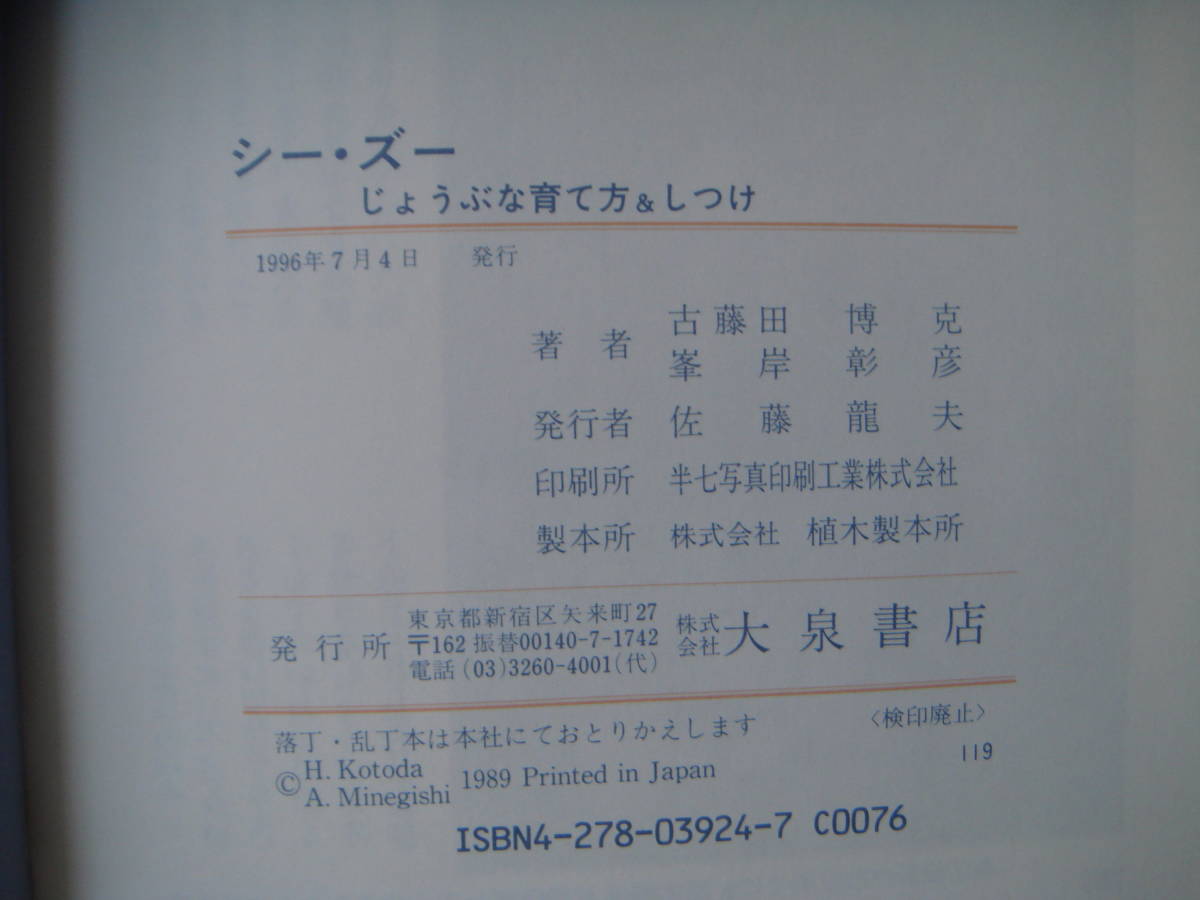 シー・ズー
じょうぶな育て方&しつけ
1996年7月4日 発行
著者 古藤田 博克
峯岸彰彦
発行者 佐藤龍夫
印刷所 半七写真印刷工業株式会社
製本所 株式会社 植木製本所
発行所 東京都新宿区矢来町27
〒162 振替00140-7-1742
電話(03)3260-4001(代)
株式会社 大泉書店
落丁・乱丁本は本社にておとりかえします 〈検印廃止〉
119
© H. Kotoda
A. Minegishi 1989 Printed in Japan
ISBN4-278-03924-7 C0076